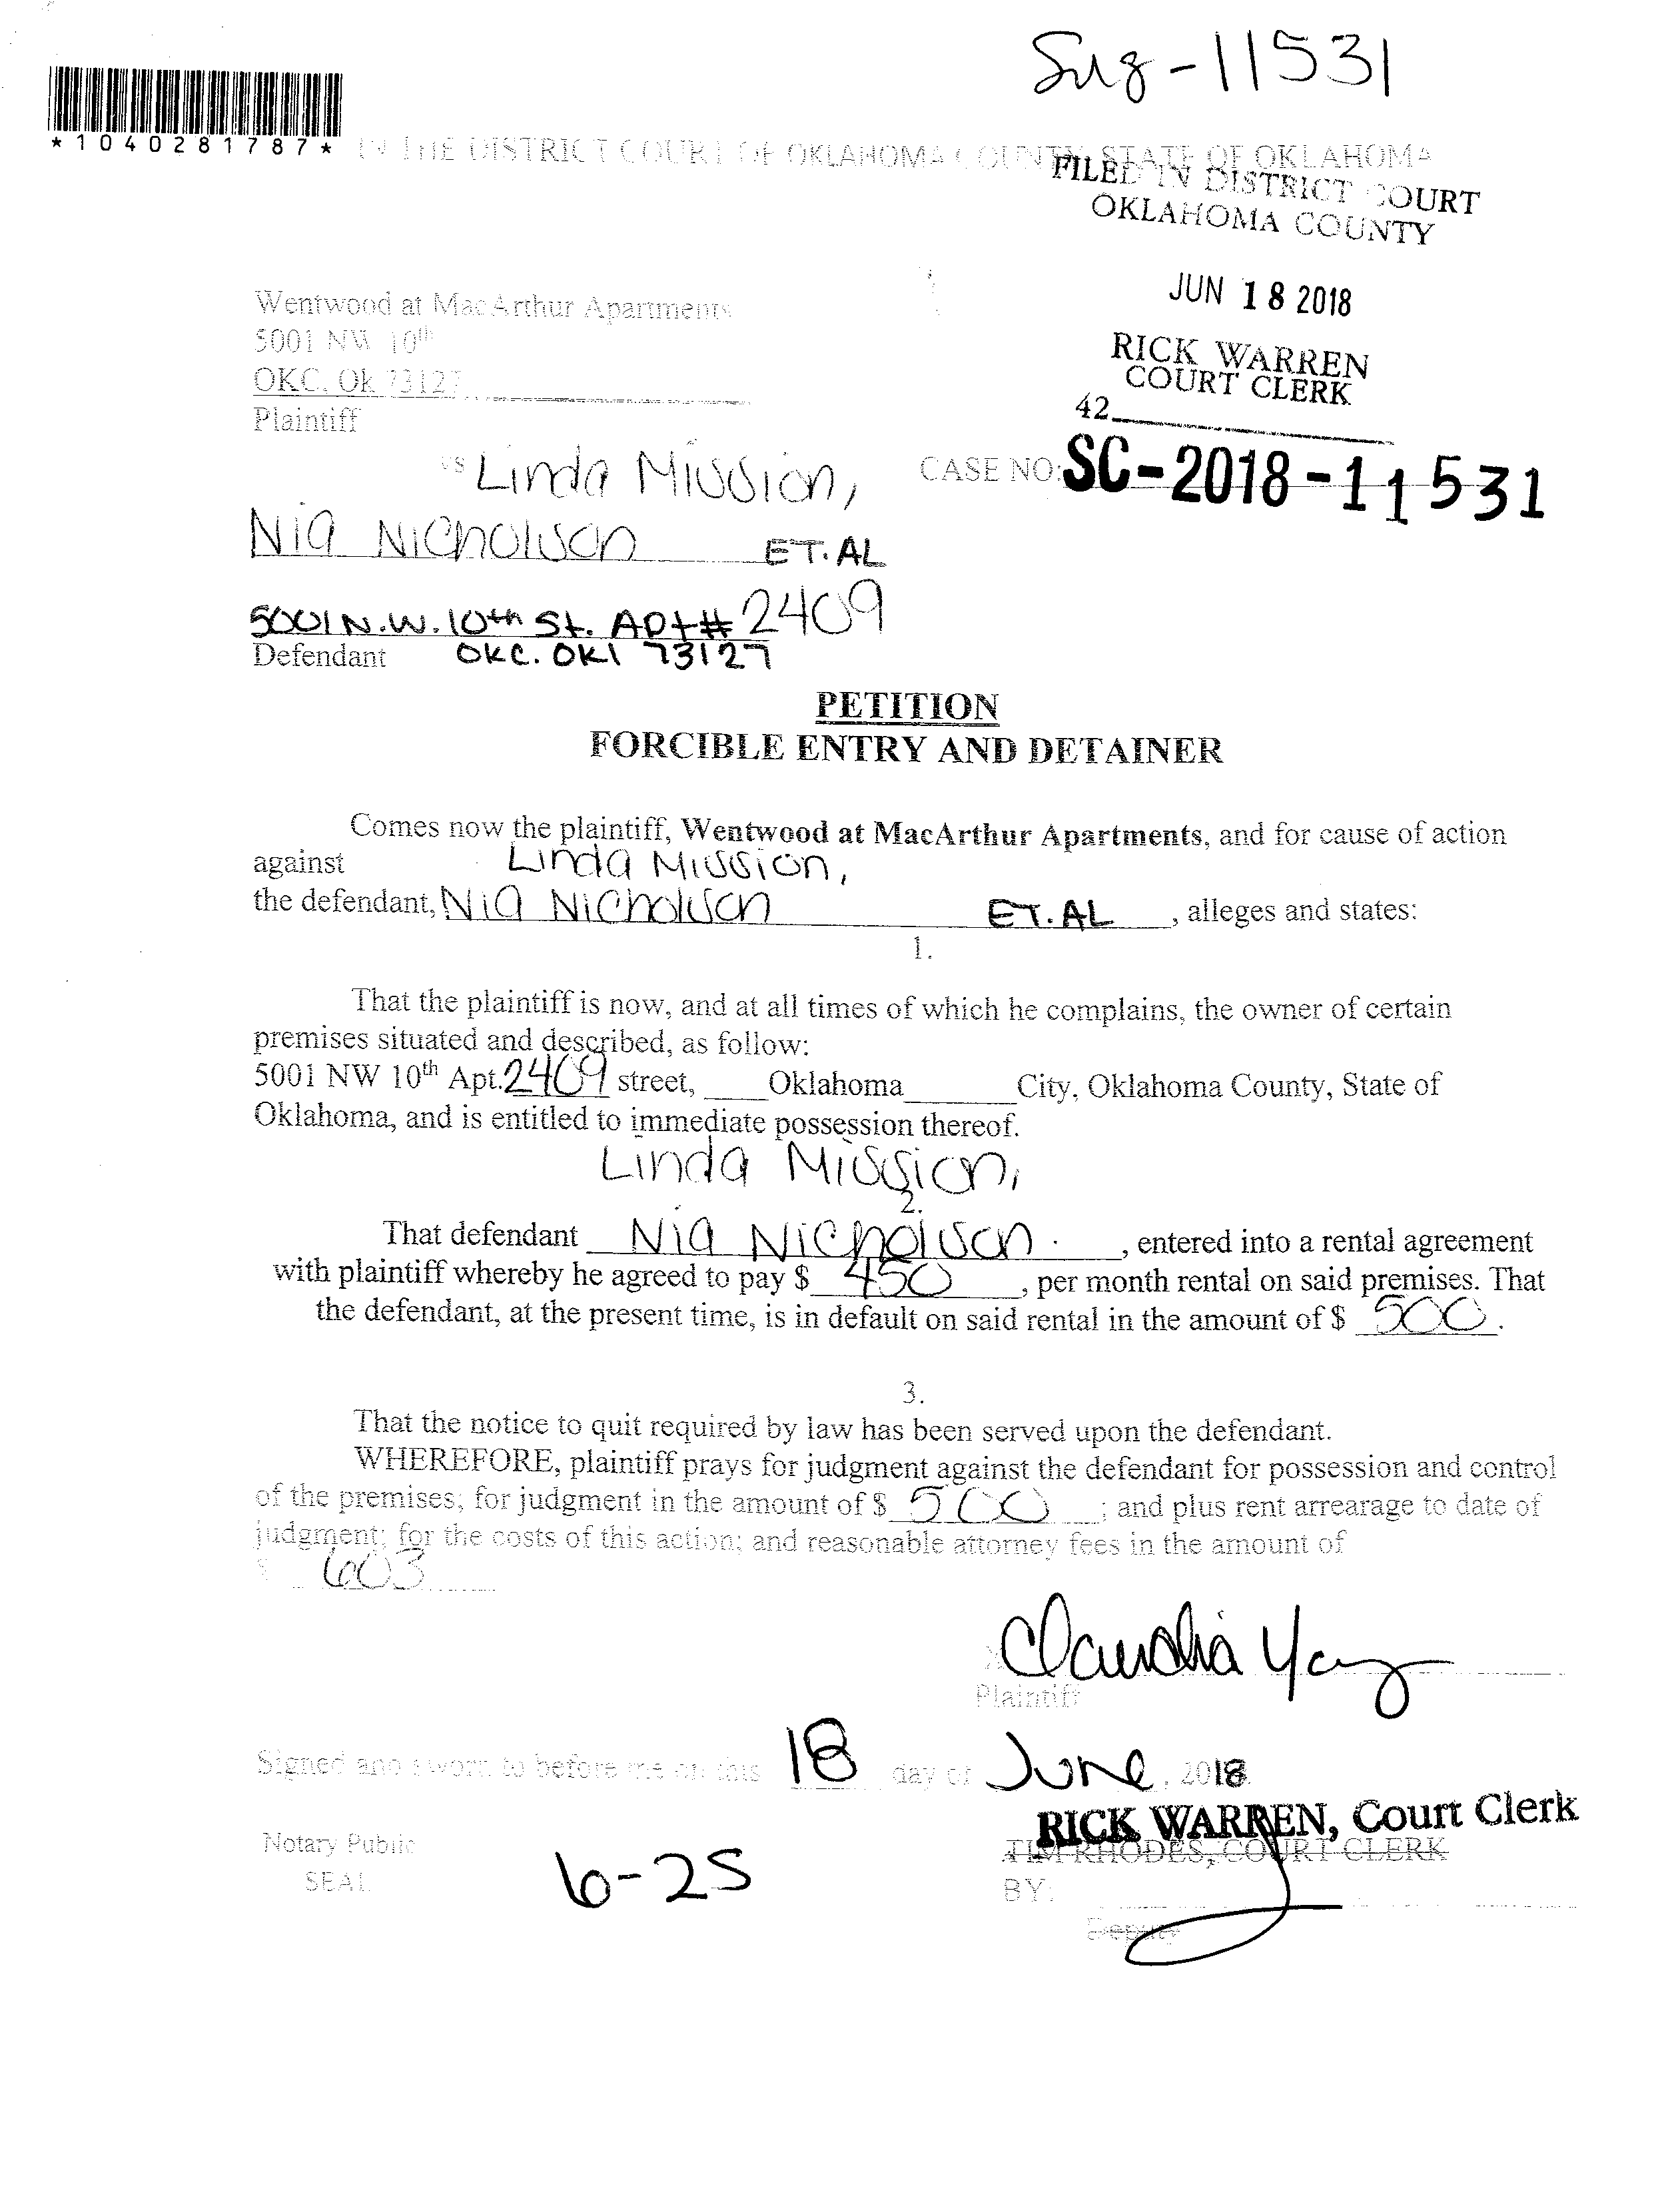 Sug-11531
*1040281787*
IN THE DISTRICT COURT OF OKLAHOMA COUNTY, STATE OF OKLAHOMA
FILED IN DISTRICT COURT
OKLAHOMA COUNTY
JUN 18 2018
RICK WARREN
COURT CLERK
42
Wentwood at MacArthur Apartments
5001 NW 10th
OKC, Ok 73127
Plaintiff
vs Linda Mission,
CASE NO: SC-2018-11531
Nia Nicholson ET.AL
5001 N.W. 10th St. Apt# 2409
Defendant OKC. OKl 73127
PETITION
FORCIBLE ENTRY AND DETAINER
Comes now the plaintiff, Wentwood at MacArthur Apartments, and for cause of action
against Linda Mission,
the defendant, Nia Nicholson ET.AL, alleges and states:
1.
That the plaintiff is now, and at all times of which he complains, the owner of certain
premises situated and described, as follow:
5001 NW 10th Apt. 2409 street, Oklahoma City, Oklahoma County, State of
Oklahoma, and is entitled to immediate possession thereof.
Linda Mission,
2.
That defendant Nia Nicholson, entered into a rental agreement
with plaintiff whereby he agreed to pay $ 450, per month rental on said premises. That
the defendant, at the present time, is in default on said rental in the amount of $ 500.
3.
That the notice to quit required by law has been served upon the defendant.
WHEREFORE, plaintiff prays for judgment against the defendant for possession and control
of the premises; for judgment in the amount of $ 500; and plus rent arrearage to date of
judgment; for the costs of this action; and reasonable attorney fees in the amount of
$ 603
Claudia
Plaintiff
Signed and sworn to before me on this 18 day of June, 2018.
RICK WARREN, Court Clerk
Notary Public
TIM RHODES, COURT CLERK
SEAL
6-25
BY:
Deputy